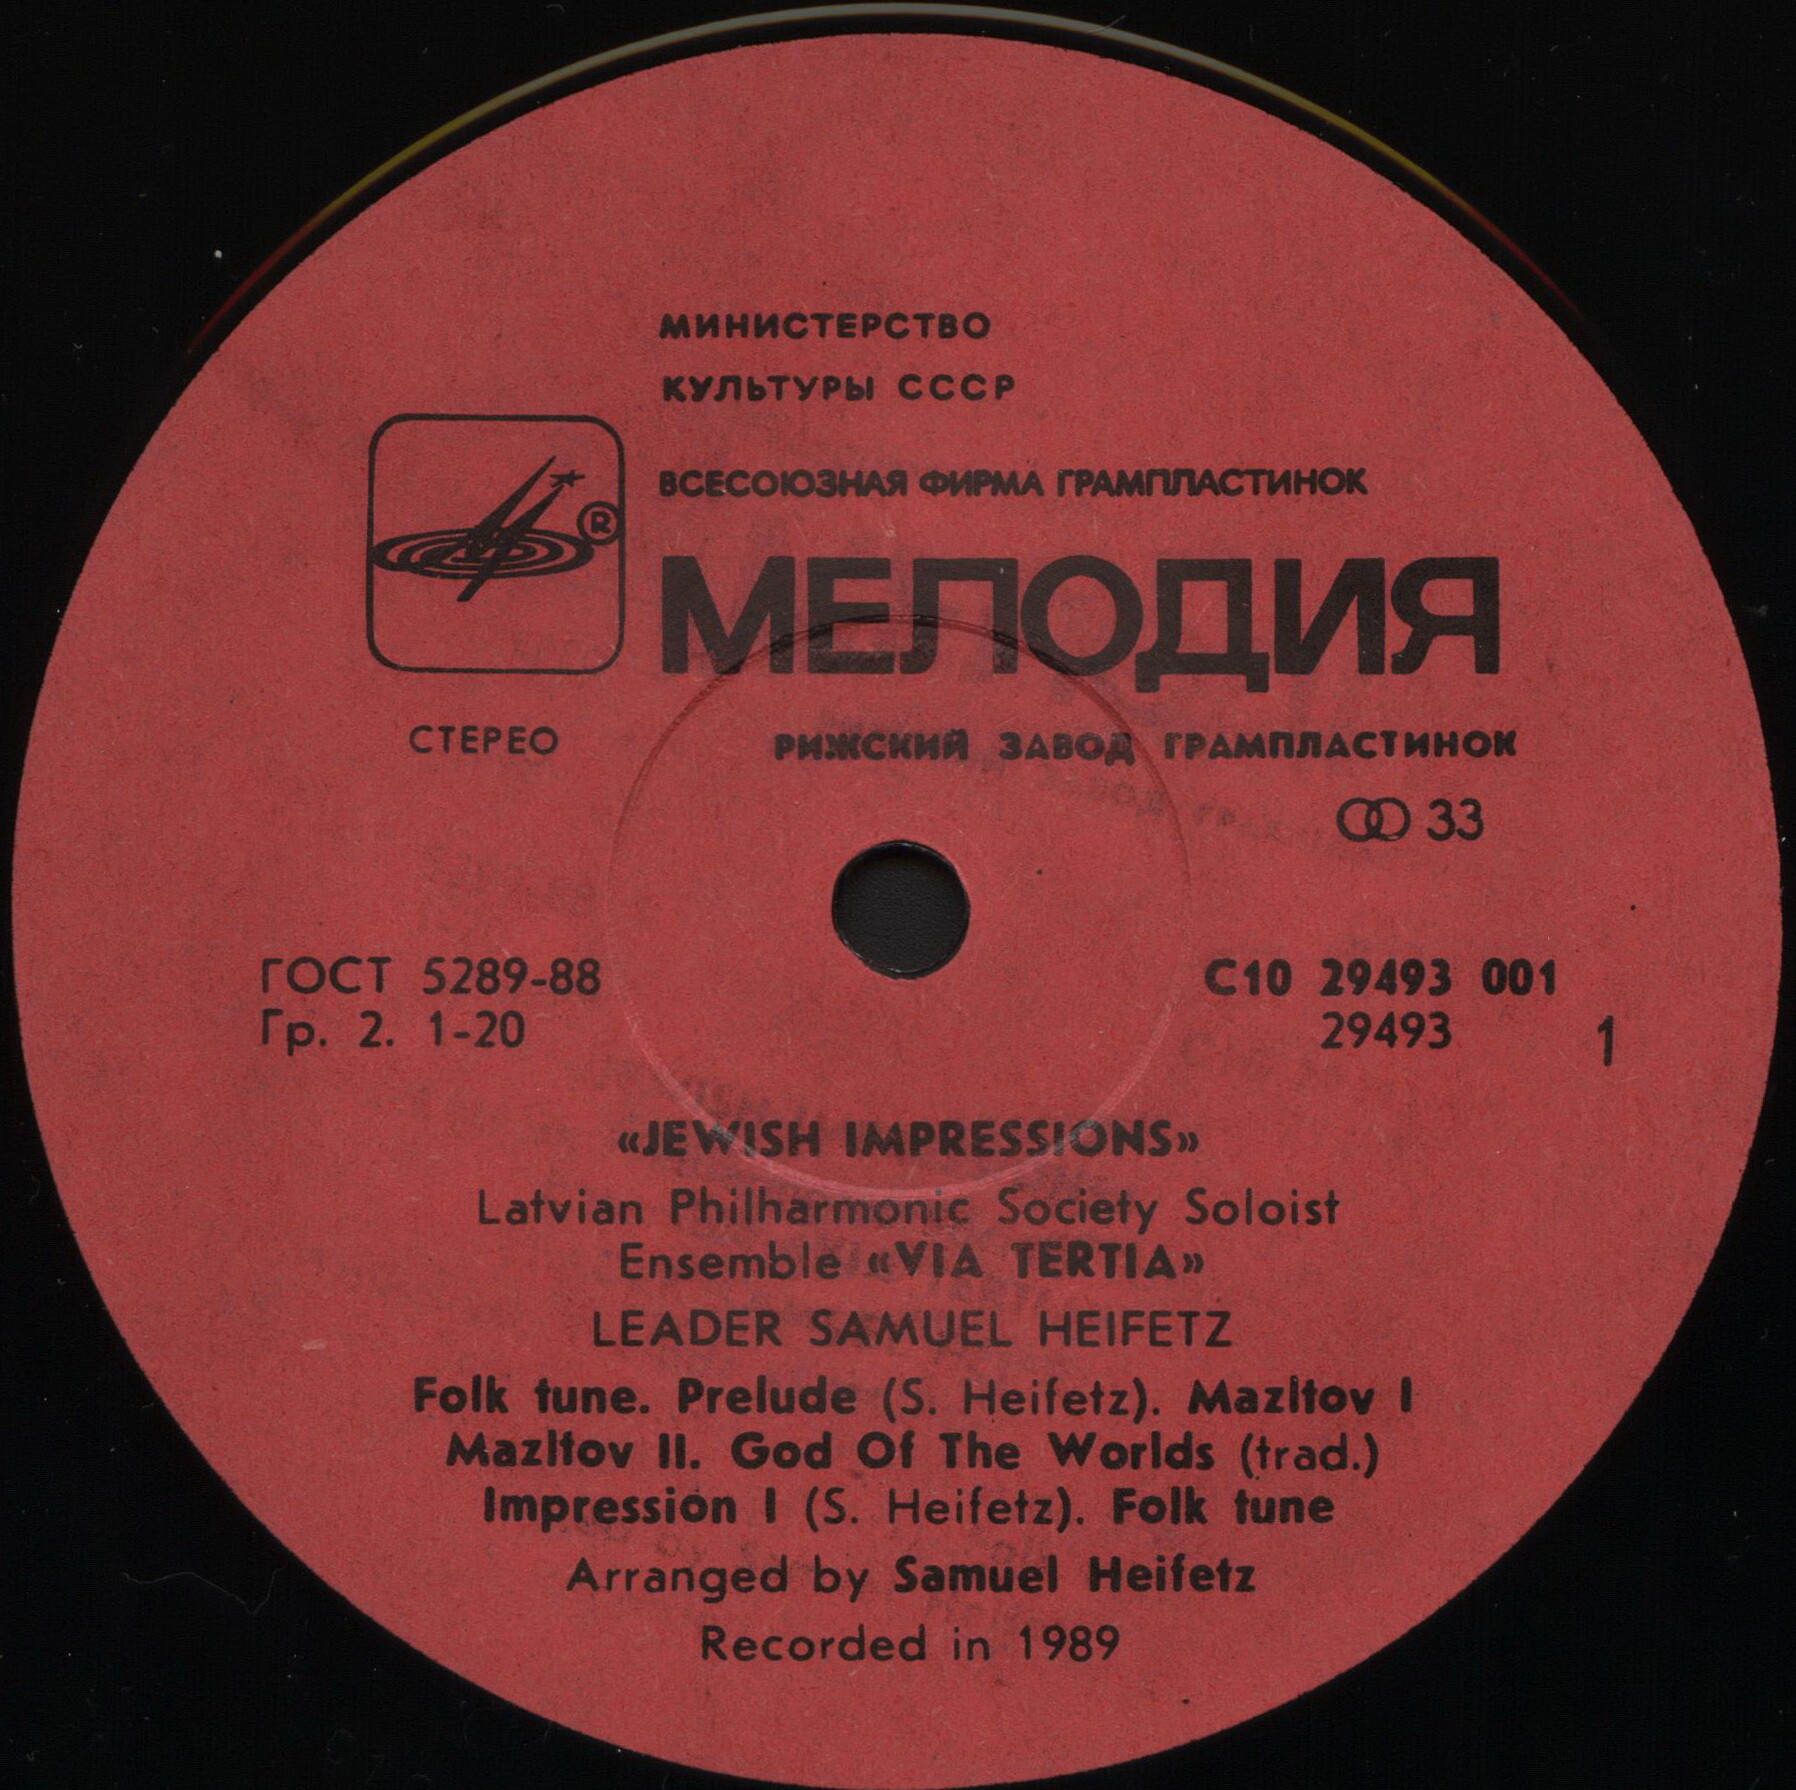 МИНИСТЕРСТВО
КУЛЬТУРЫ СССР
ВСЕСОЮЗНАЯ ФИРМА ГРАМПЛАСТИНОК
®
МЕЛОДИЯ
СТЕРЕО
РИЖСКИЙ ЗАВОД ГРАМПЛАСТИНОК
33
ГОСТ 5289-88
Гр. 2. 1-20
С10 29493 001
29493
1
«JEWISH IMPRESSIONS»
Latvian Philharmonic Society Soloist
Ensemble «VIA TERTIA»
LEADER SAMUEL HEIFETZ
Folk tune. Prelude (S. Heifetz). Mazltov I
Mazltov II. God Of The Worlds (trad.)
Impression I (S. Heifetz). Folk tune
Arranged by Samuel Heifetz
Recorded in 1989